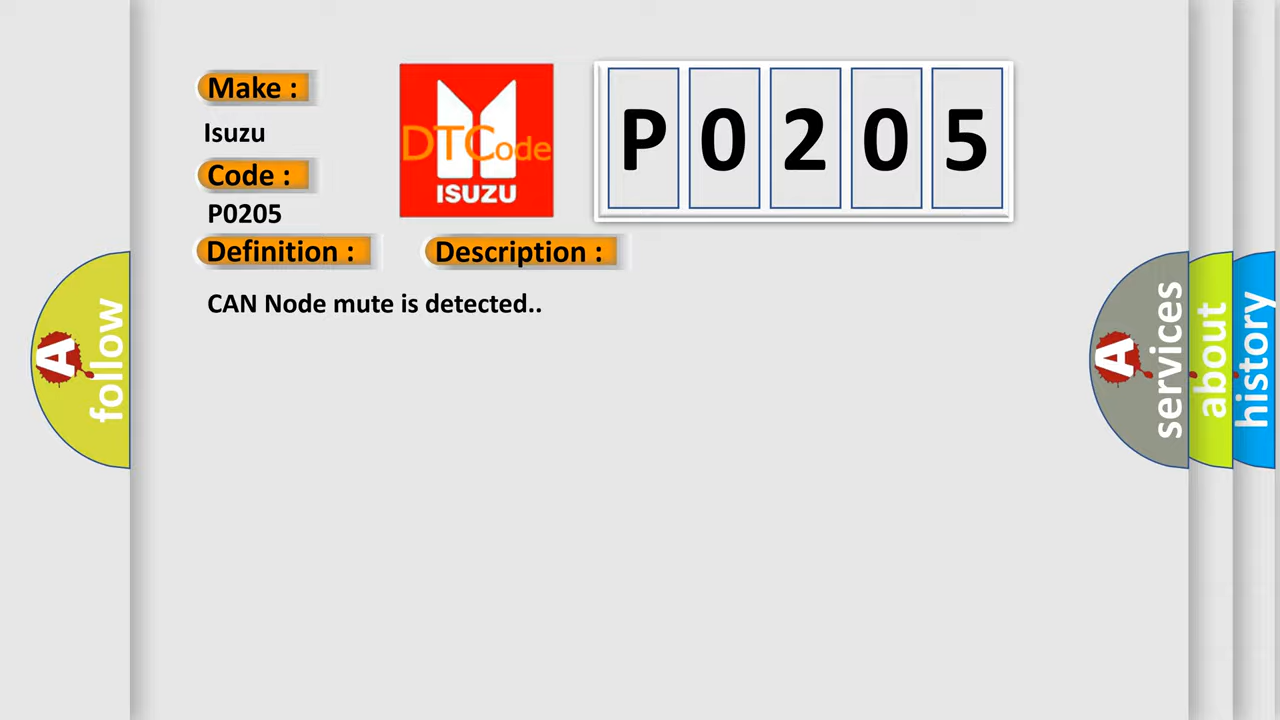 Make :
Isuzu
Code :
P0205
Definition :
Description :
CAN Node mute is detected..
DTCode
ISUZU
P0205
A
follow
A
services
about
history